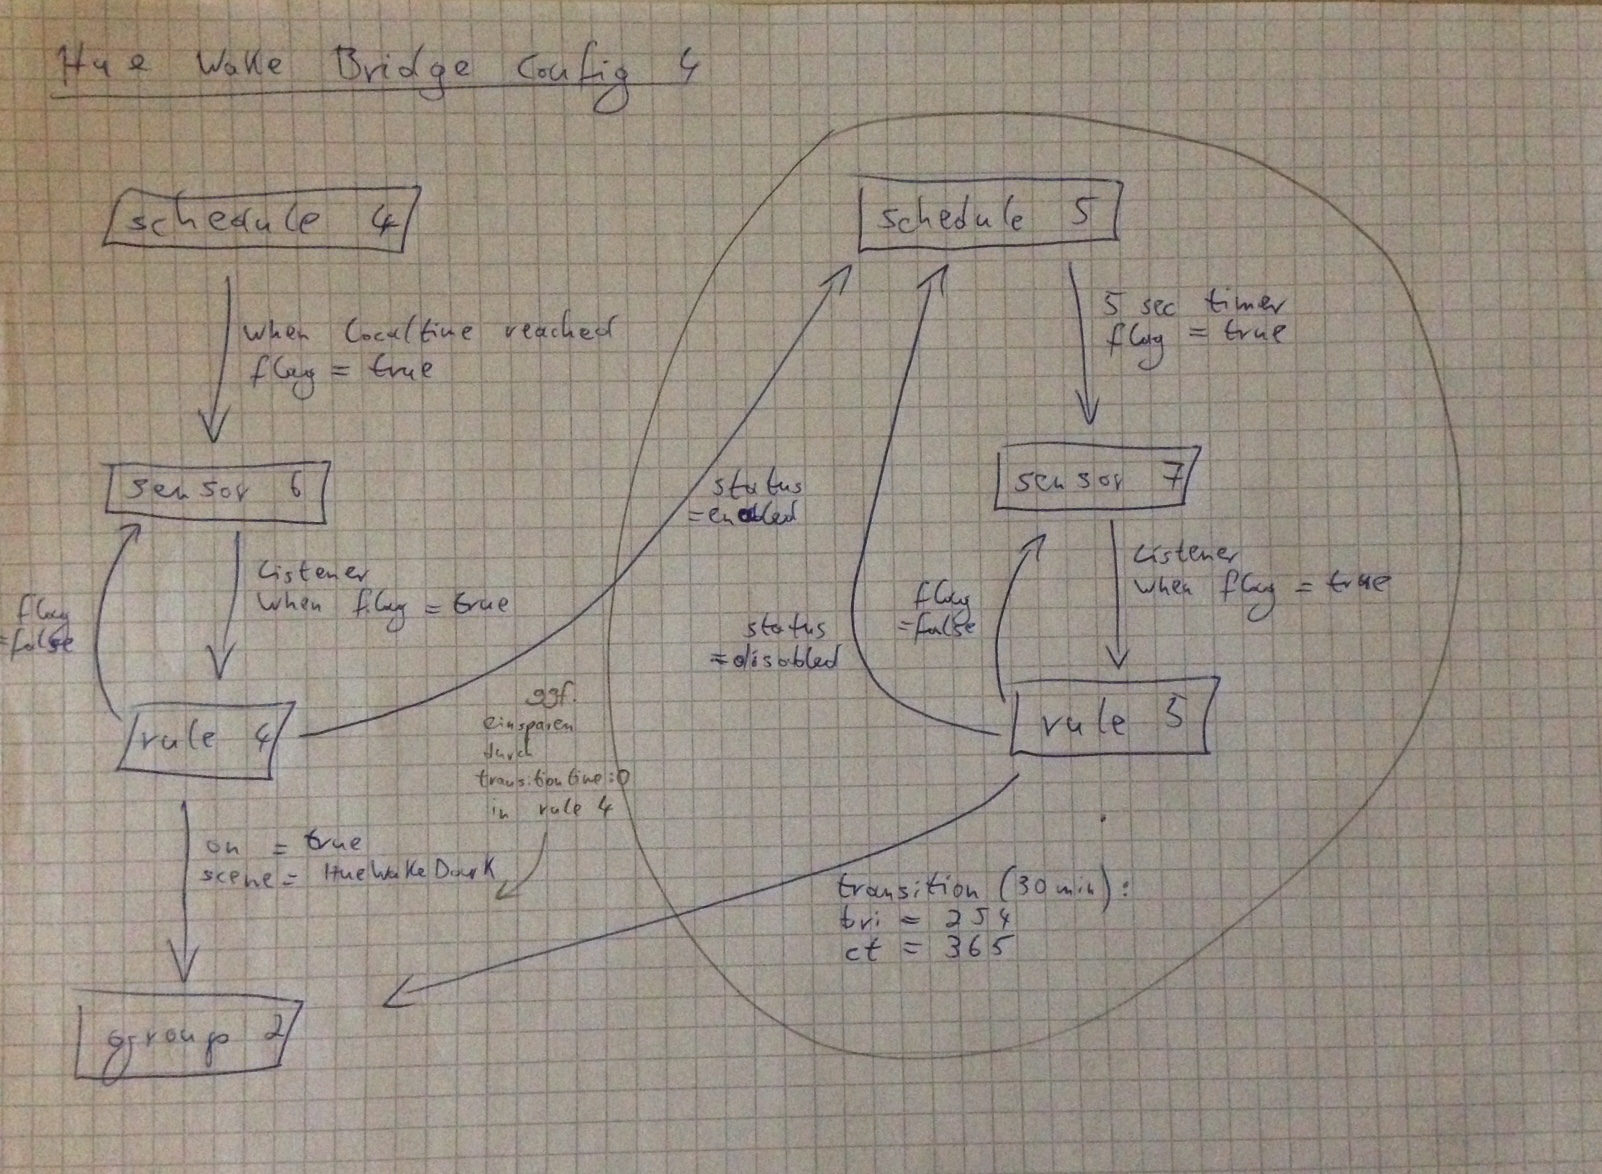 Hue Wake Bridge Config 4
schedule 4
when localtime reached
flag = true
sensor 6
Listener
when flag = true
flag
=false
rule 4
on = true
scene = HueWakeDark
group 2
ggf.
einsparen
durch
transitiontime:0
in rule 4
status
=enabled
schedule 5
5 sec timer
flag = true
sensor 7
Listener
when flag = true
flag
=false
status
=disabled
rule 5
transition (30 min):
bri = 254
ct = 365